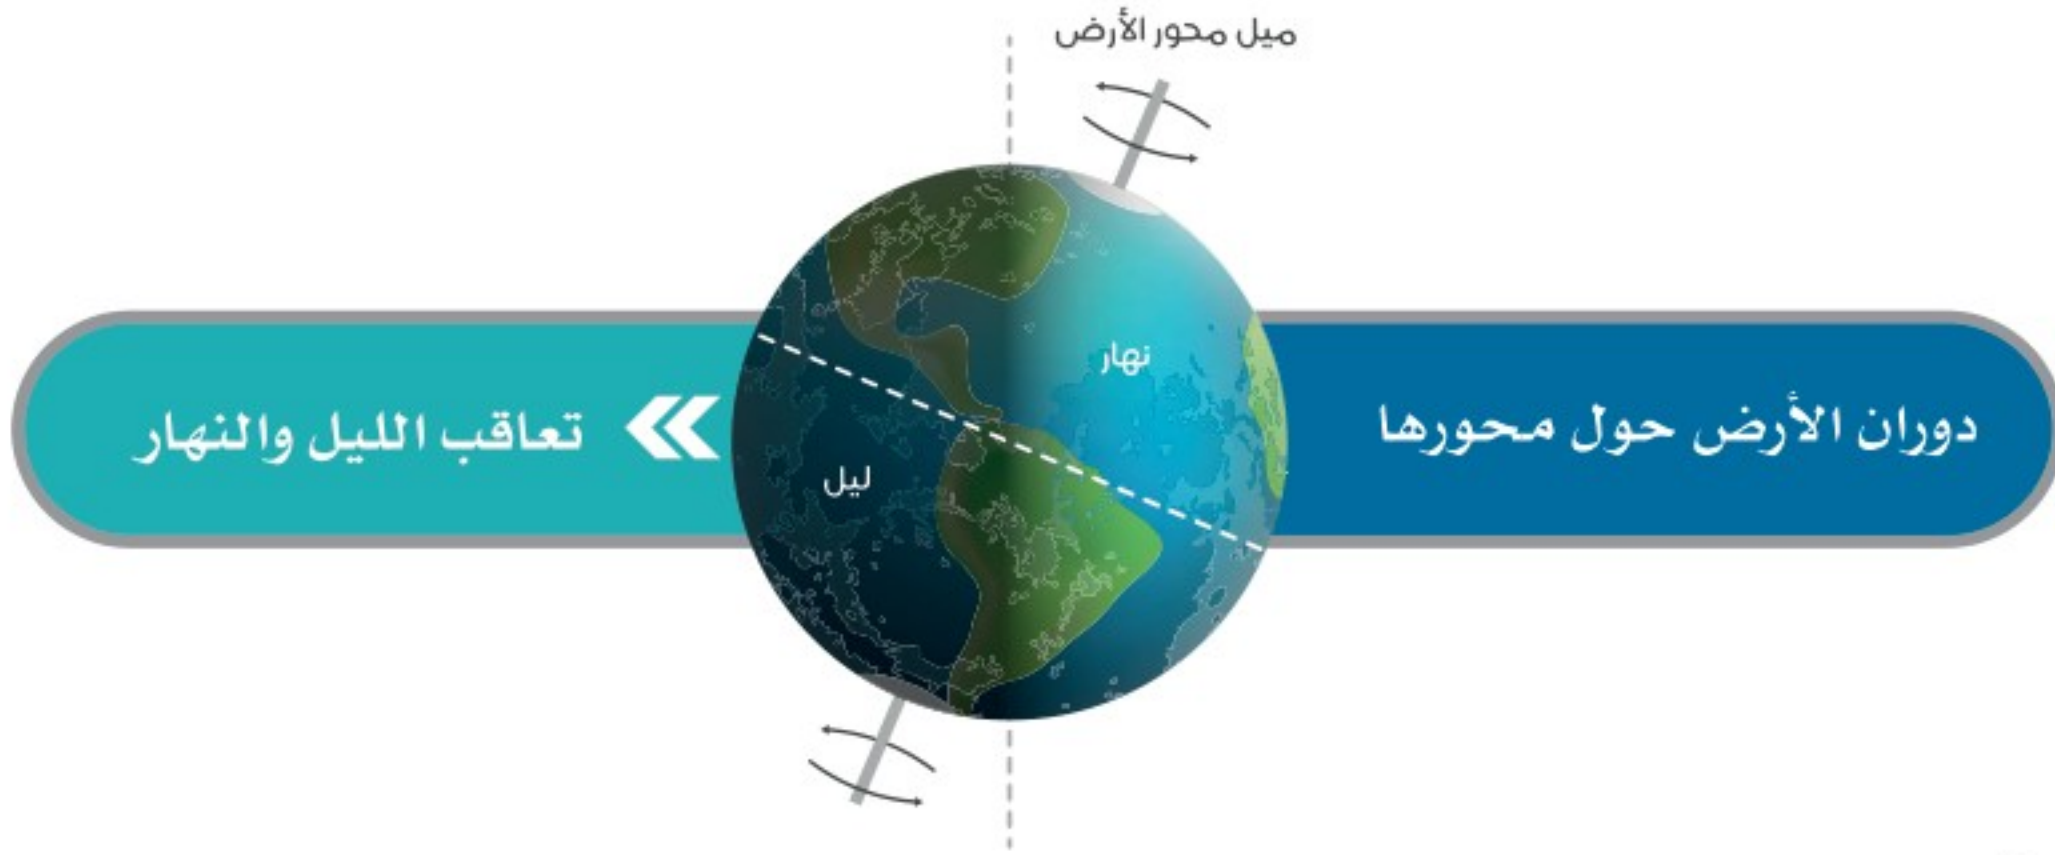 ميل محور الأرض
نهار
دوران الأرض حول محورها
تعاقب الليل والنهار
ليل